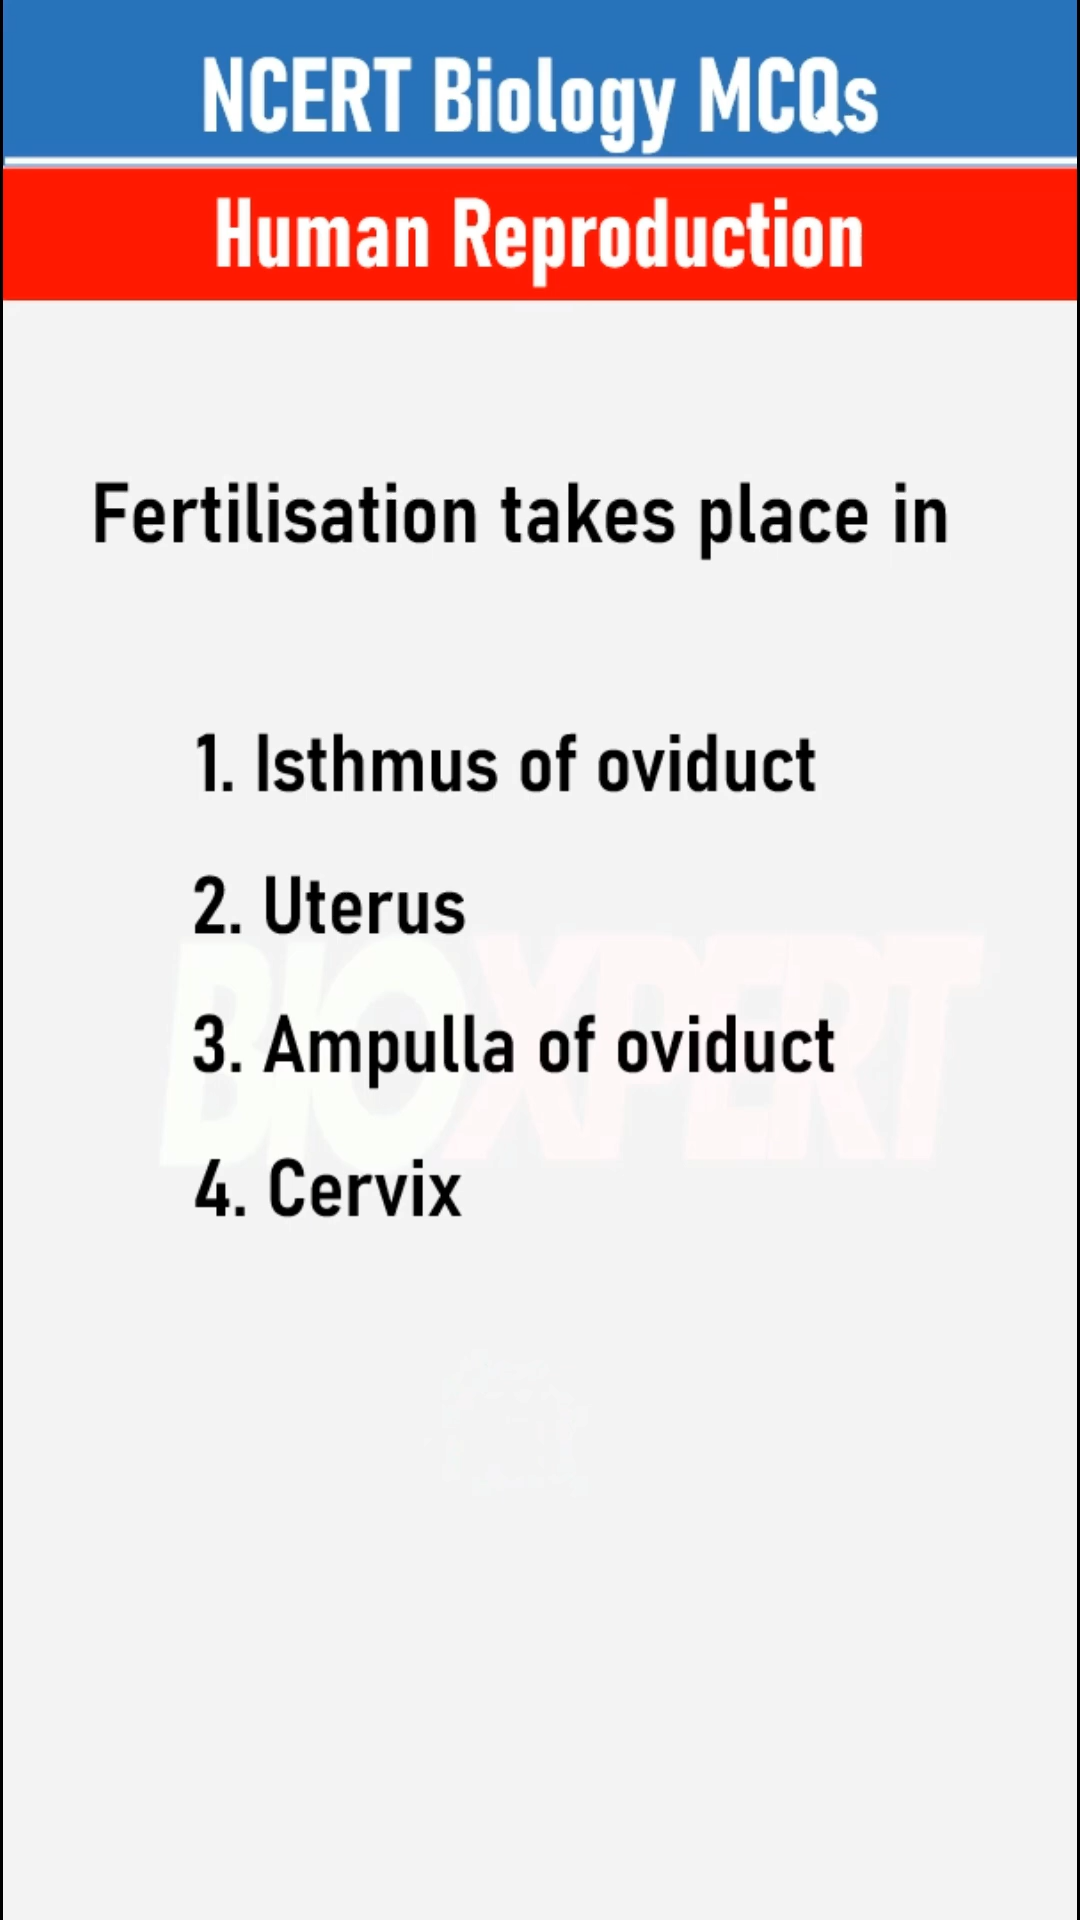 NCERT Biology MCQs
Human Reproduction
Fertilisation takes place in
1. Isthmus of oviduct
2. Uterus
BIOXPERT
3. Ampulla of oviduct
4. Cervix